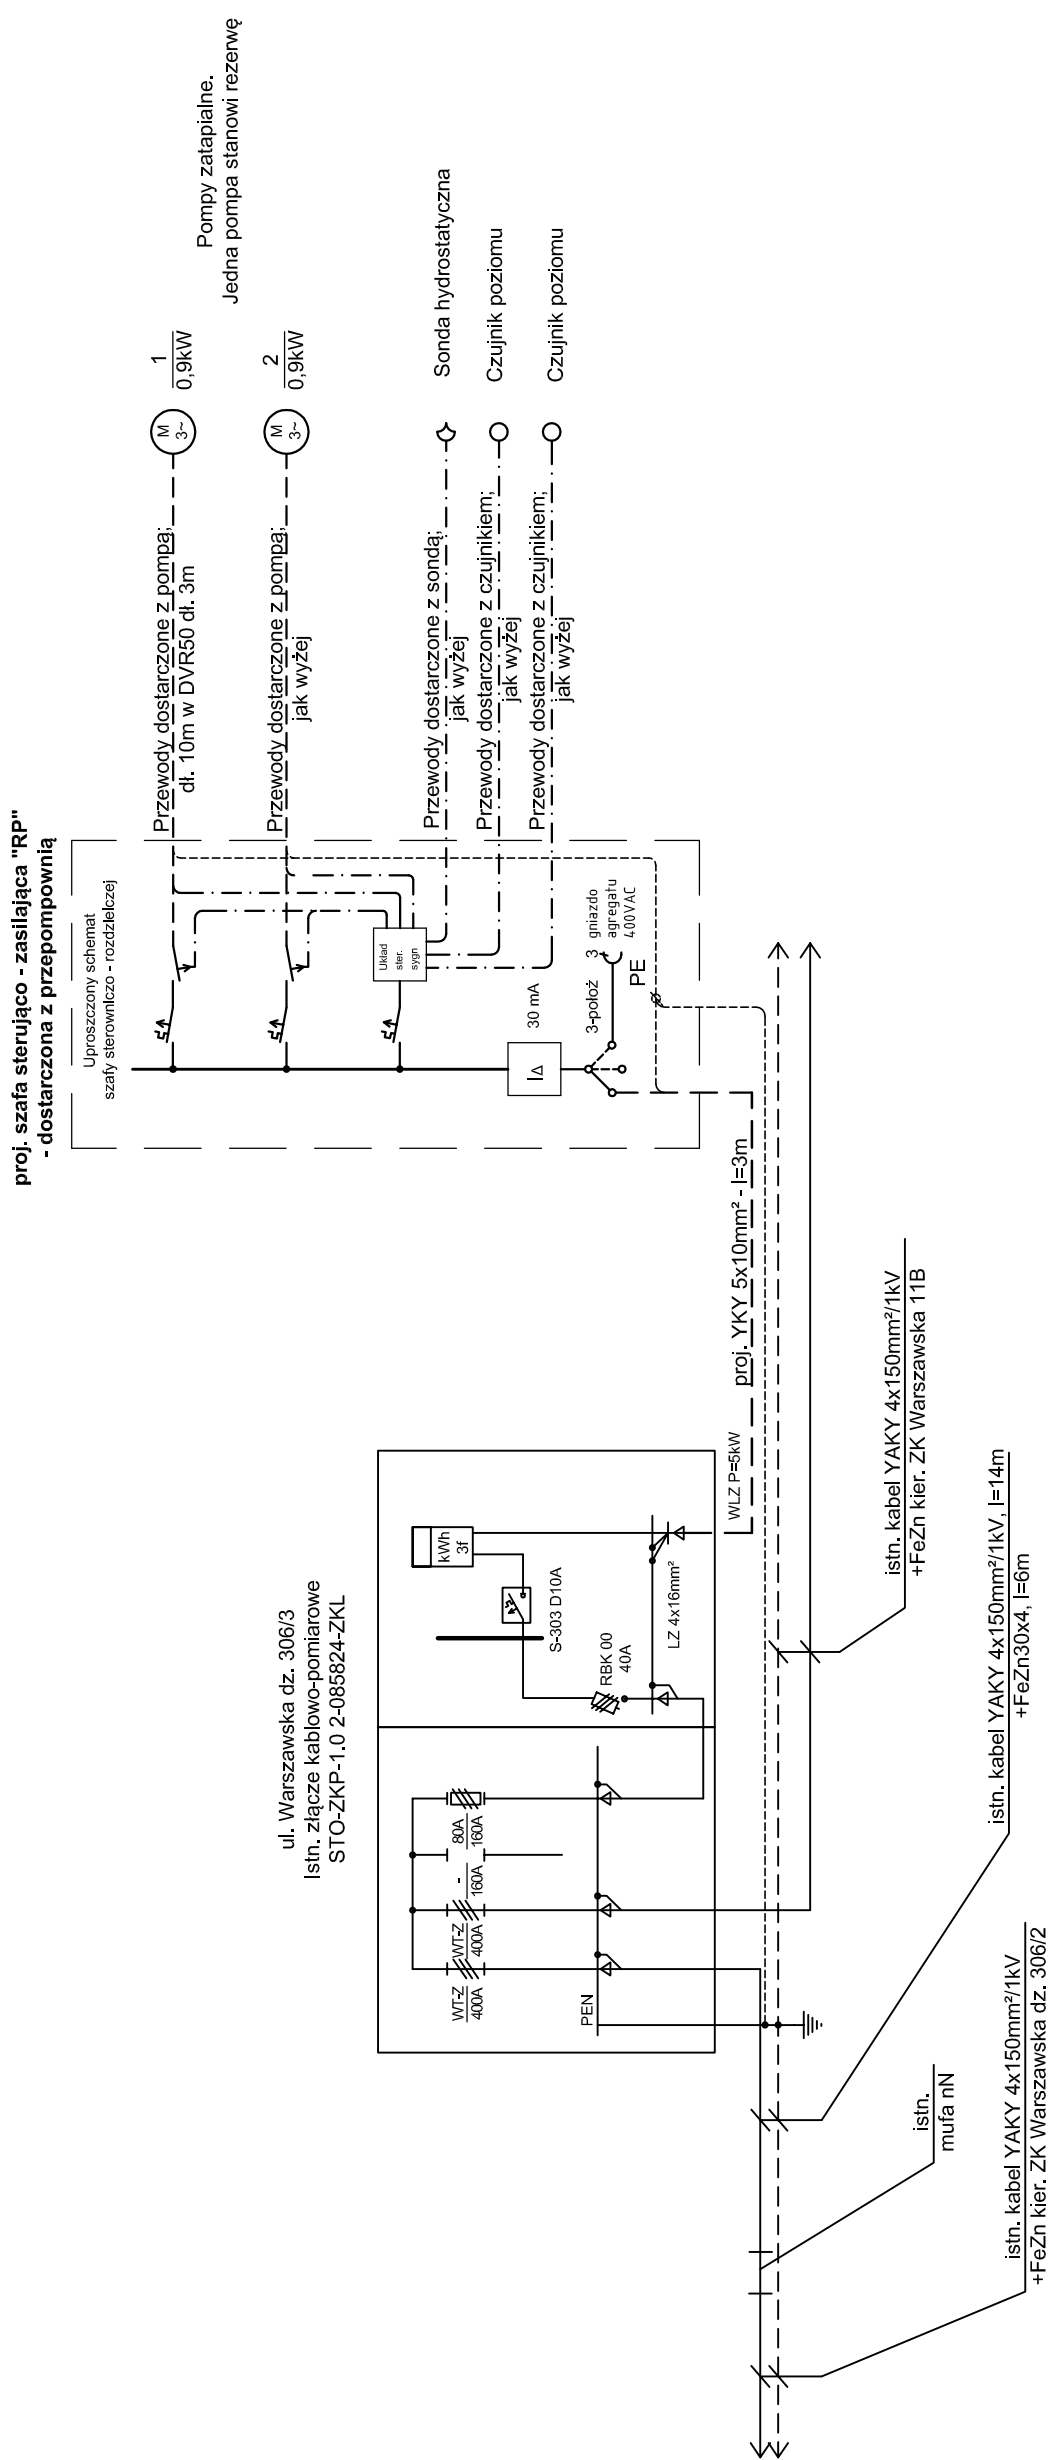 proj. szafa sterująco - zasilająca "RP"
- dostarczona z przepompownią
Uproszczony schemat
szafy sterowniczo - rozdzielczej
Pompy zatapialne.
Jedna pompa stanowi rezerwę
1
0,9kW
M
3~
Przewody dostarczone z pompą;
dł. 10m w DVR50 dł. 3m
2
0,9kW
M
3~
Przewody dostarczone z pompą;
jak wyżej
Sonda hydrostatyczna
Przewody dostarczone z sondą;
jak wyżej
Czujnik poziomu
Przewody dostarczone z czujnikiem;
jak wyżej
Czujnik poziomu
Przewody dostarczone z czujnikiem;
jak wyżej
Układ
ster.
sygn
30 mA
I∆
3-położ
3
gniazdo
agregatu
400VAC
PE
proj. YKY 5x10mm² - l=3m
WLZ P=5kW
ul. Warszawska dz. 306/3
Istn. złącze kablowo-pomiarowe
STO-ZKP-1.0 2-085824-ZKL
kWh
3f
S-303 D10A
RBK 00
40A
LZ 4x16mm²
80A
160A
-
160A
WT-Z
400A
WT-Z
400A
PEN
istn. kabel YAKY 4x150mm²/1kV
+FeZn kier. ZK Warszawska 11B
istn. kabel YAKY 4x150mm²/1kV, l=14m
+FeZn30x4, l=6m
istn.
mufa nN
istn. kabel YAKY 4x150mm²/1kV
+FeZn kier. ZK Warszawska dz. 306/2